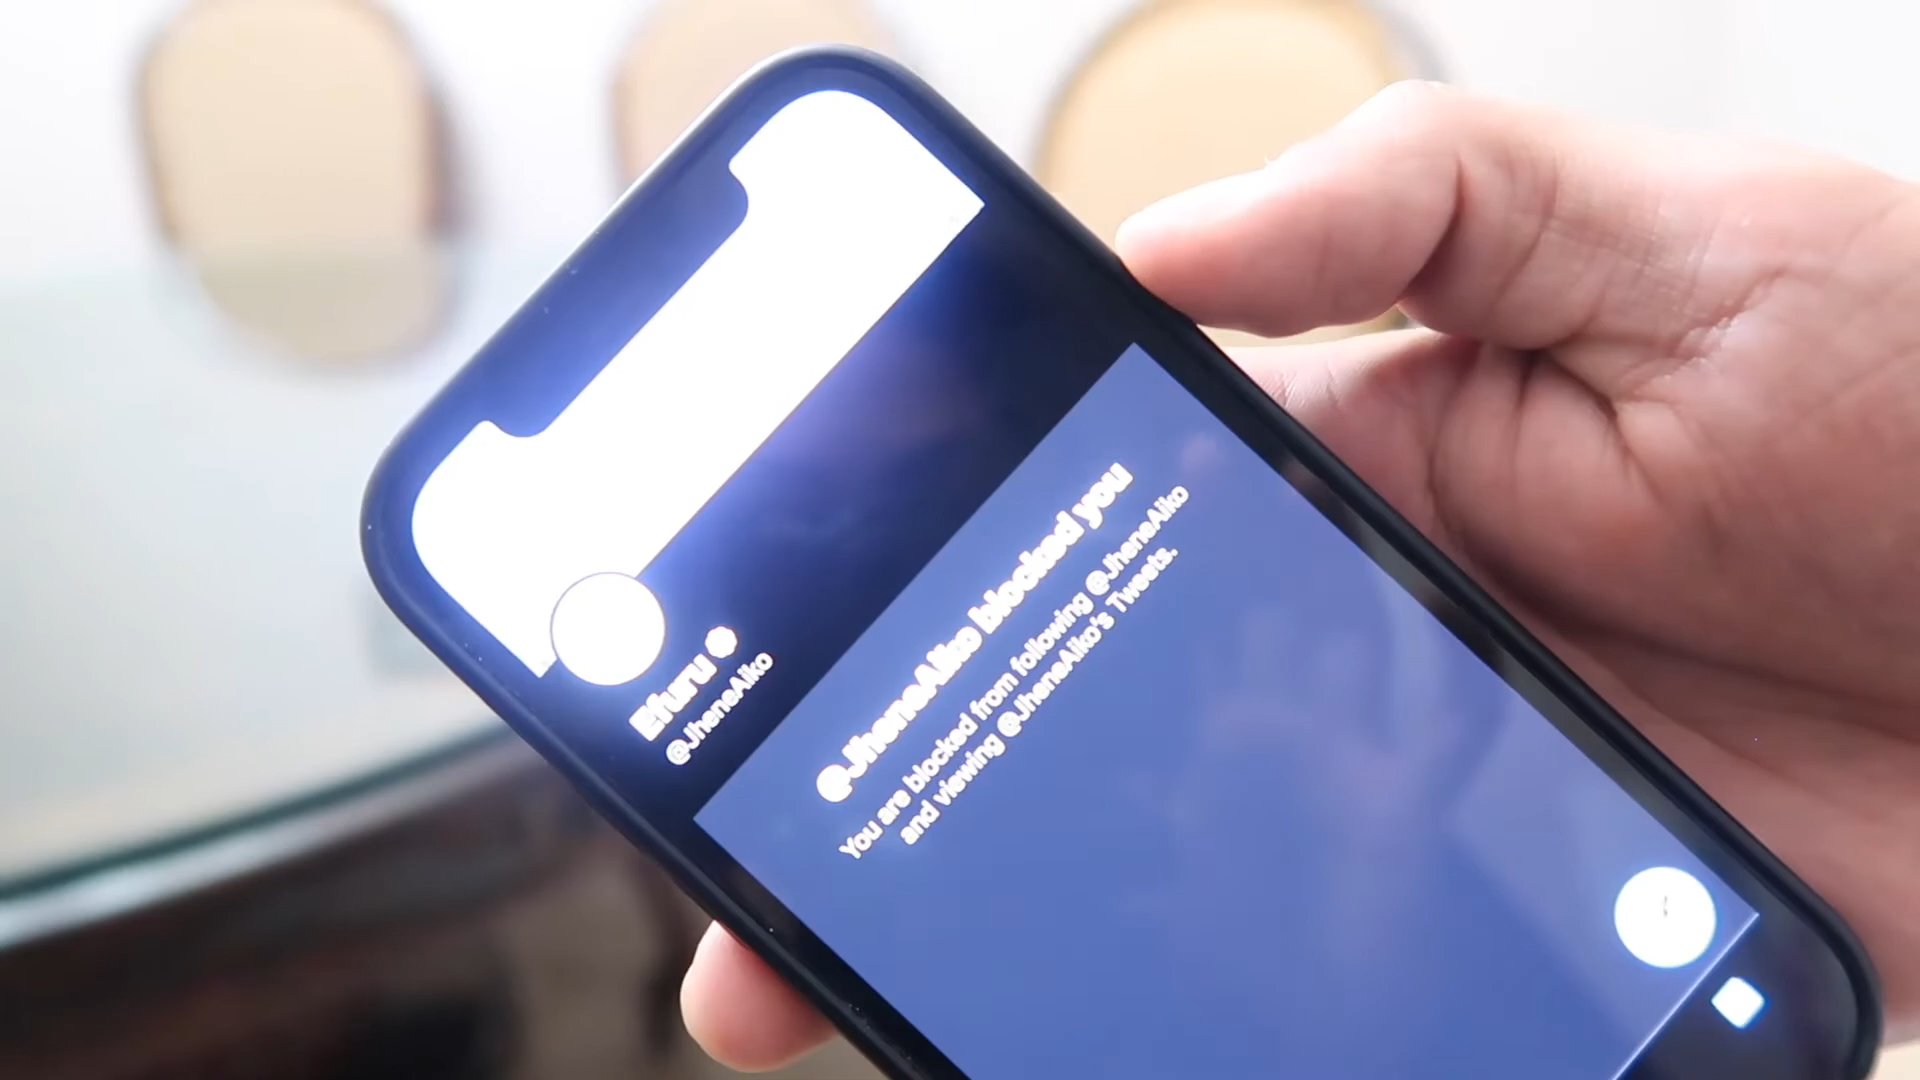 Efuru
@JheneAiko
@JheneAiko blocked you
You are blocked from following @JheneAiko
and viewing @JheneAiko's Tweets.